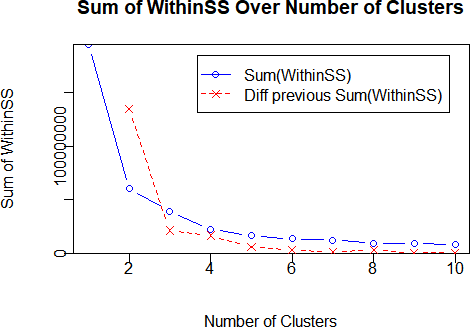 Sum of WithinSS Over Number of Clusters
Sum(WithinSS)
Diff previous Sum(WithinSS)
Sum of WithinSS
0
1000000000
2
4
6
8
10
Number of Clusters